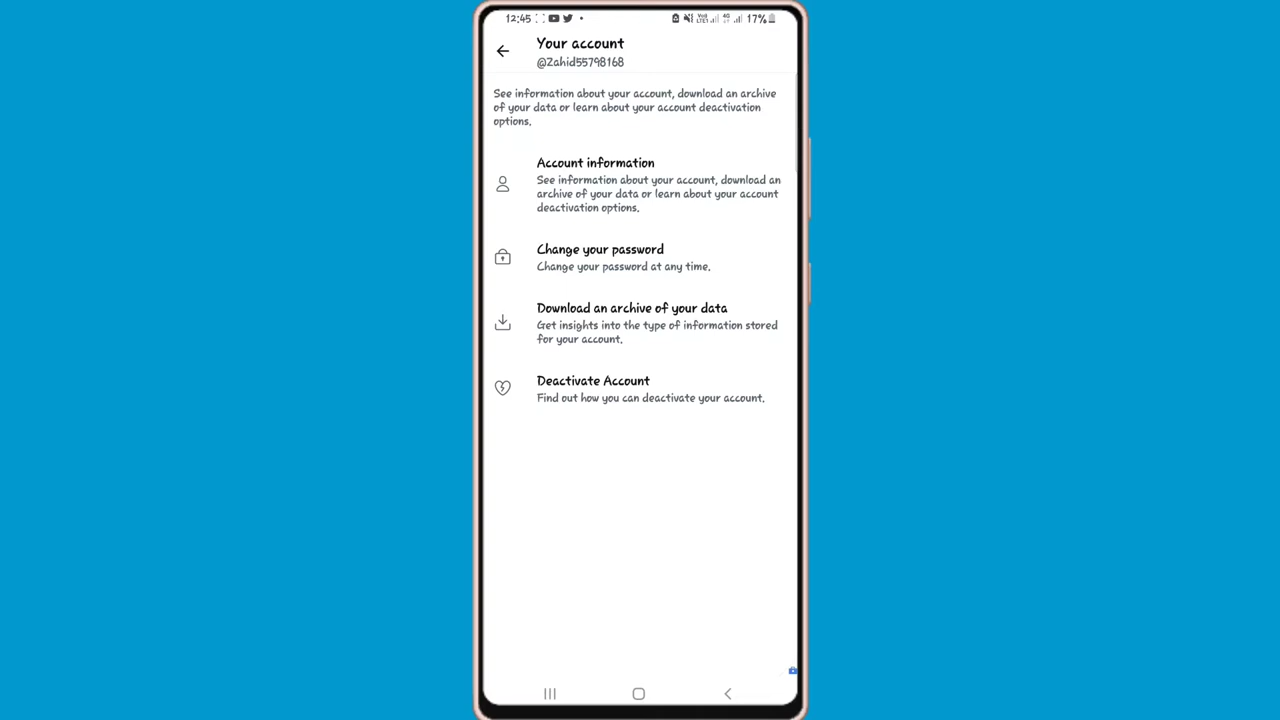 12:45
17%
Your account
@Zahid55798168
See information about your account, download an archive
of your data or learn about your account deactivation
options.
Account information
See information about your account, download an
archive of your data or learn about your account
deactivation options.
Change your password
Change your password at any time.
Download an archive of your data
Get insights into the type of information stored
for your account.
Deactivate Account
Find out how you can deactivate your account.